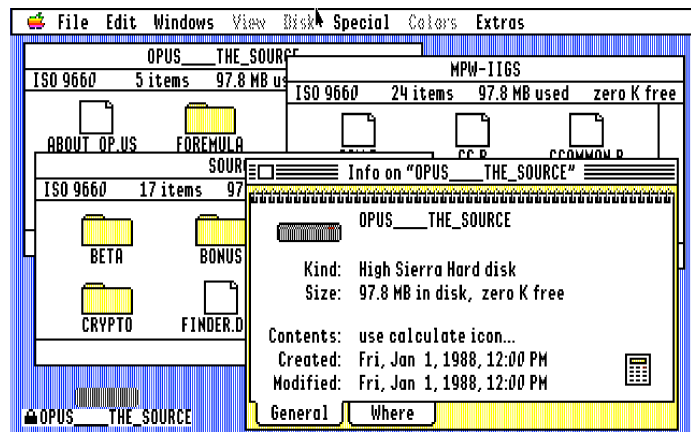 File Edit Windows View Disk Special Colors Extras
OPUS____THE_SOURCE
ISO 9660 5 items 97.8 MB
ABOUT_OP.US FOREMULA
MPW-IIGS
ISO 9660 24 items 97.8 MB used zero K free
ISO 9660 17 items 97
BETA BONUS
CRYPTO FINDER.D
Info on "OPUS____THE_SOURCE"
OPUS____THE_SOURCE
Kind: High Sierra Hard disk
Size: 97.8 MB in disk, zero K free
Contents: use calculate icon...
Created: Fri, Jan 1, 1988, 12:00 PM
Modified: Fri, Jan 1, 1988, 12:00 PM
General Where
OPUS____THE_SOURCE